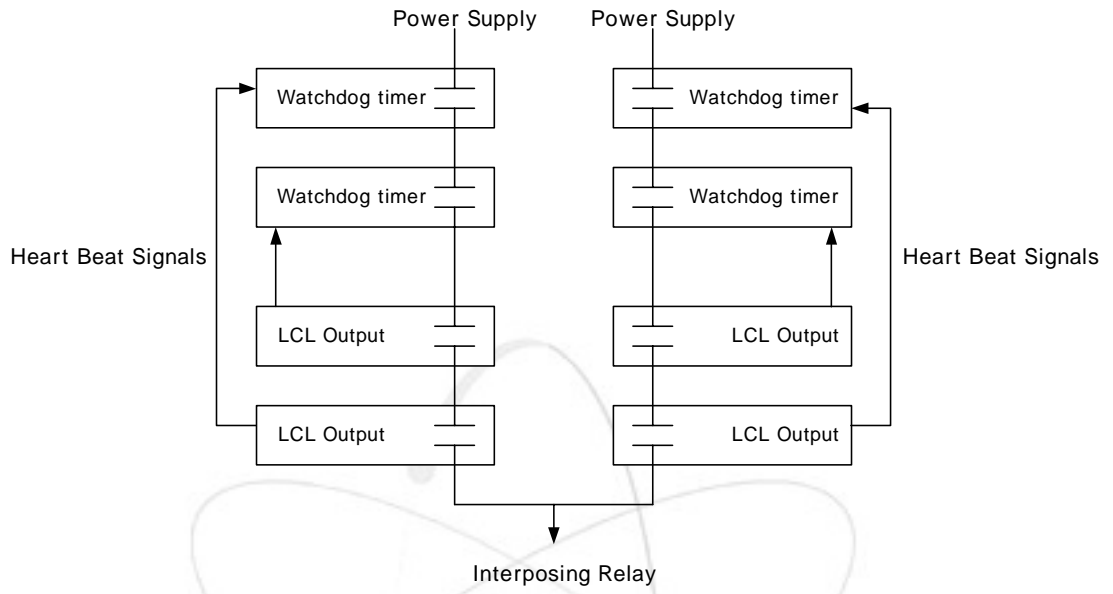 Power Supply Power Supply
Watchdog timer Watchdog timer
Watchdog timer Watchdog timer
Heart Beat Signals Heart Beat Signals
LCL Output LCL Output
LCL Output LCL Output
Interposing Relay